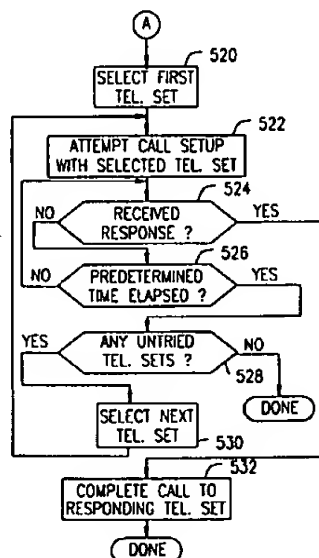 A
520
SELECT FIRST
TEL. SET
522
ATTEMPT CALL SETUP
WITH SELECTED TEL. SET
524
NO
RECEIVED
RESPONSE ?
YES
526
NO
PREDETERMINED
TIME ELAPSED ?
YES
YES
ANY UNTRIED
TEL. SETS ?
NO
528
DONE
SELECT NEXT
TEL. SET
530
532
COMPLETE CALL TO
RESPONDING TEL. SET
DONE